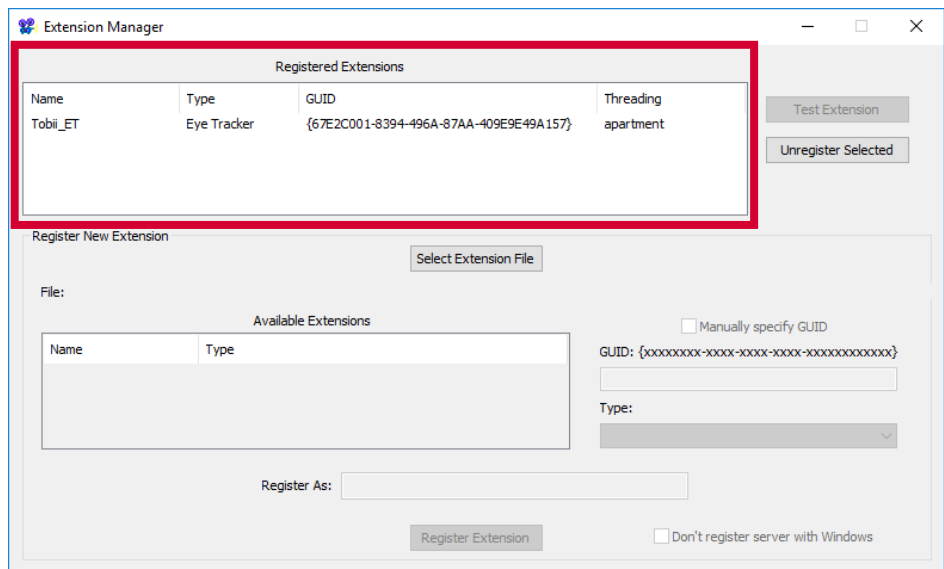 Extension Manager
Registered Extensions
Name Type GUID Threading
Tobii_ET Eye Tracker {67E2C001-8394-496A-87AA-409E9E49A157} apartment
Test Extension
Unregister Selected
Register New Extension
Select Extension File
File:
Available Extensions
Name Type
Manually specify GUID
GUID: {xxxxxxxx-xxxx-xxxx-xxxx-xxxxxxxxxxxx}
Type:
Register As:
Register Extension
Don't register server with Windows